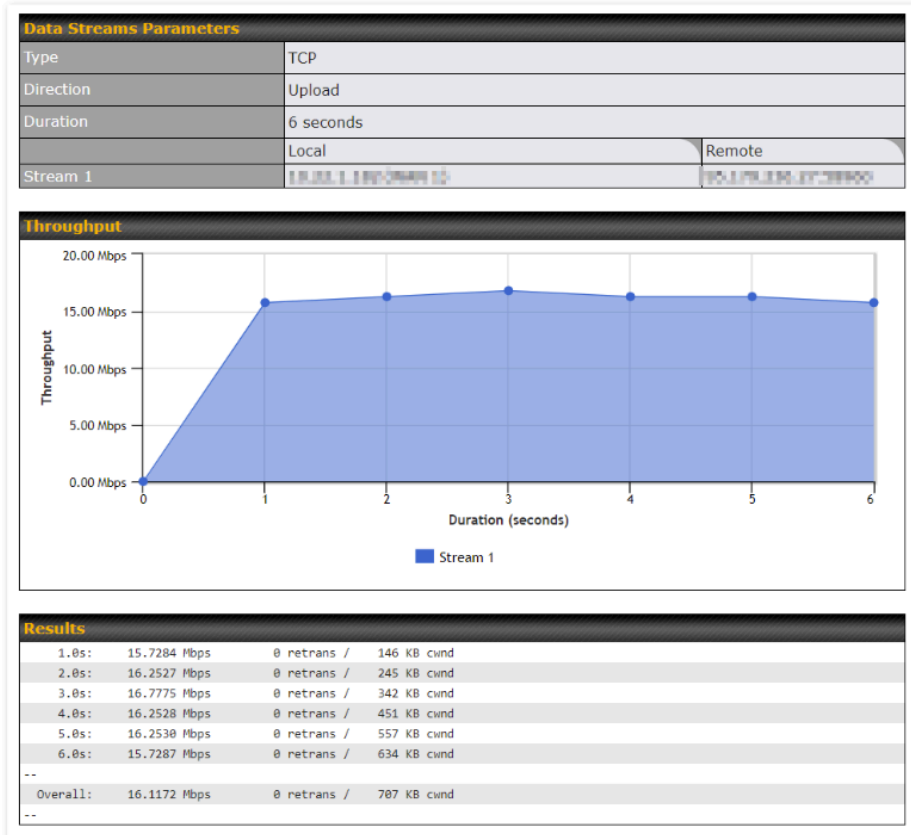 Data Streams Parameters
Type TCP
Direction Upload
Duration 6 seconds
Local Remote
Stream 1
Throughput
20.00 Mbps
15.00 Mbps
10.00 Mbps
5.00 Mbps
0.00 Mbps
Throughput
0 1 2 3 4 5 6
Duration (seconds)
Stream 1
Results
1.0s: 15.7284 Mbps 0 retrans / 146 KB cwnd
2.0s: 16.2527 Mbps 0 retrans / 245 KB cwnd
3.0s: 16.7775 Mbps 0 retrans / 342 KB cwnd
4.0s: 16.2528 Mbps 0 retrans / 451 KB cwnd
5.0s: 16.2530 Mbps 0 retrans / 557 KB cwnd
6.0s: 15.7287 Mbps 0 retrans / 634 KB cwnd
--
Overall: 16.1172 Mbps 0 retrans / 707 KB cwnd
--